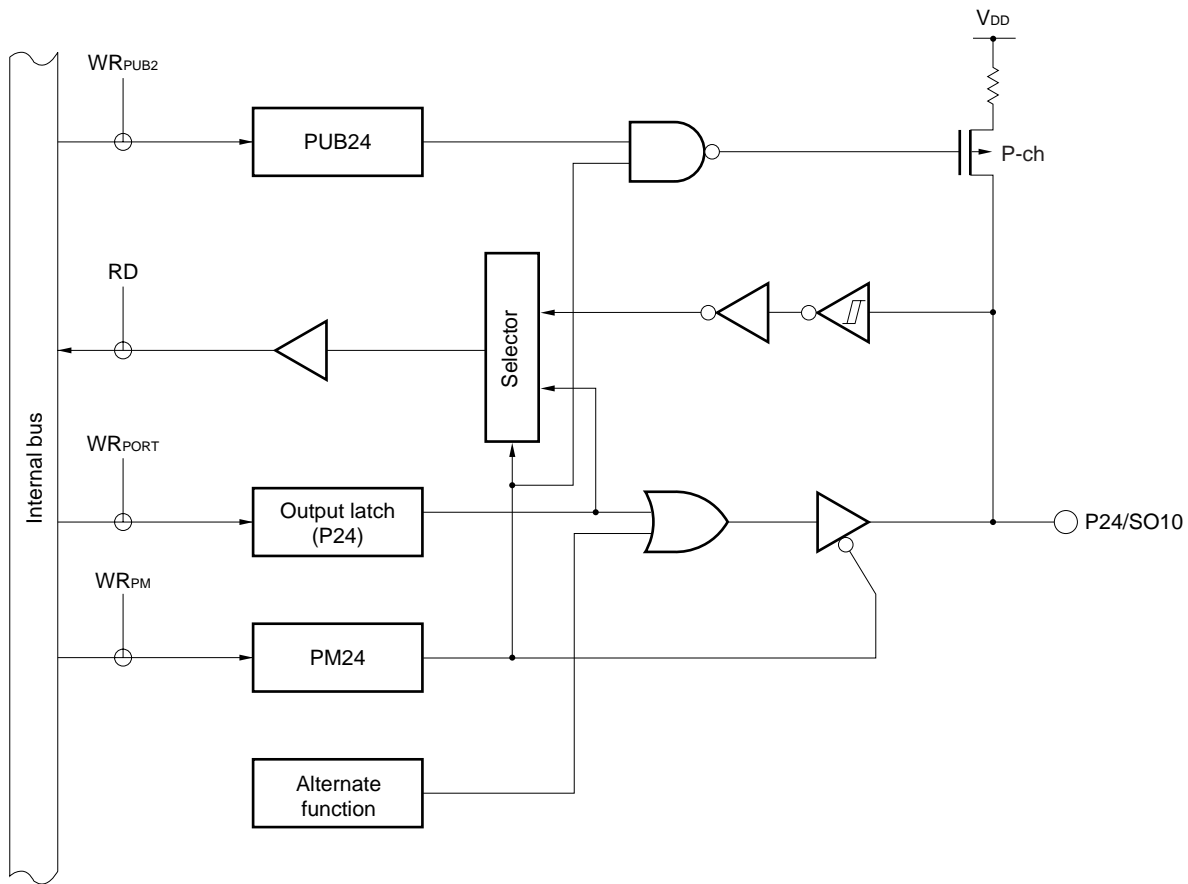 VDD
WRPUB2
PUB24
P-ch
RD
Selector
Internal bus
WRPORT
Output latch
(P24)
P24/SO10
WRPM
PM24
Alternate
function